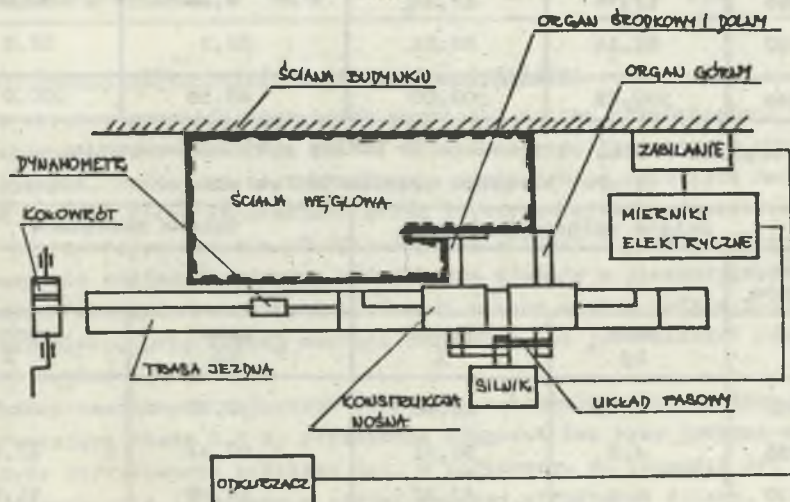 ORGAN ŚRODKOWY I DOLNY
ŚCIANA BUDYNKU
ORGAN GÓRNY
DYNAMOMETR
ZASILANIE
KOŁOWRÓT
ŚCIANA WĘGLOWA
MIERNIKI
ELEKTRYCZNE
TRASA JEZDNA
KONSTRUKCJA
NOŚNA
SILNIK
UKŁAD PASOWY
ODKURZACZ